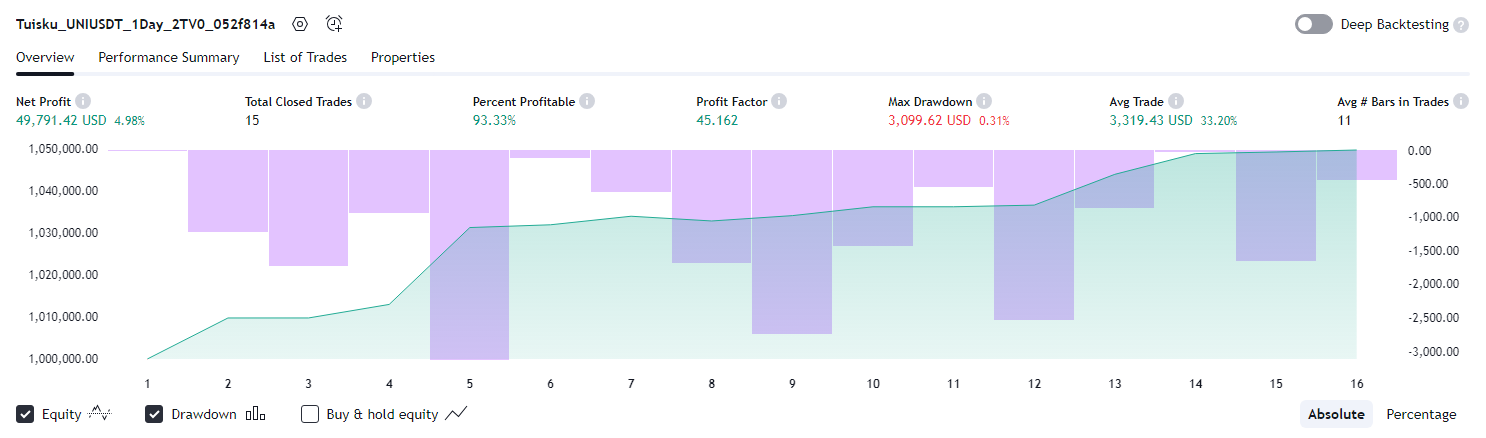 Tuisku_UNIUSDT_1Day_2TV0_052f814a
Deep Backtesting ?
Overview Performance Summary List of Trades Properties
Net Profit i Total Closed Trades i Percent Profitable i Profit Factor i Max Drawdown i Avg Trade i Avg # Bars in Trades i
49,791.42 USD 4.98% 15 93.33% 45.162 3,099.62 USD 0.31% 3,319.43 USD 33.20% 11
1,050,000.00 0.00
1,040,000.00 -500.00
1,030,000.00 -1,000.00
-1,500.00
1,020,000.00 -2,000.00
1,010,000.00 -2,500.00
1,000,000.00 -3,000.00
1 2 3 4 5 6 7 8 9 10 11 12 13 14 15 16
Equity Drawdown Buy & hold equity Absolute Percentage